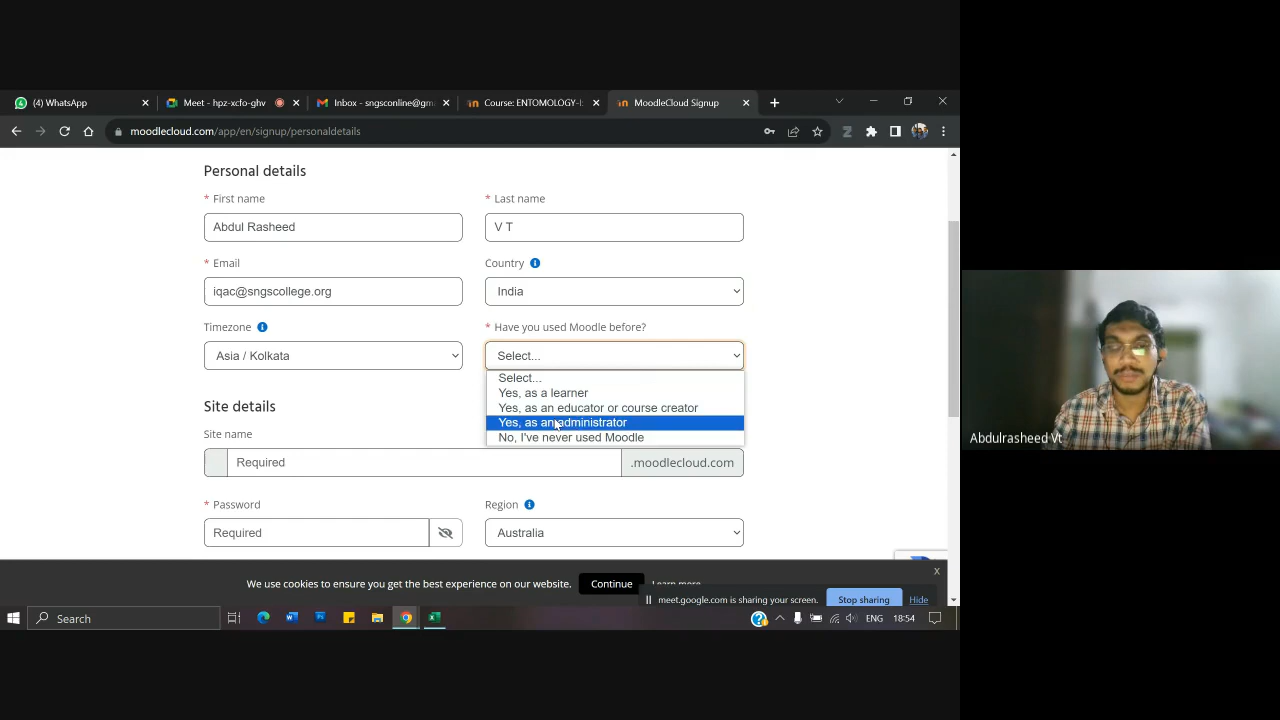 (4) WhatsApp
Meet - hpz-xcfo-ghv
Inbox - sngsconline@gm
Course: ENTOMOLOGY-I:
MoodleCloud Signup
moodlecloud.com/app/en/signup/personaldetails
Personal details
* First name
* Last name
Abdul Rasheed
V T
* Email
Country
iqac@sngscollege.org
India
Timezone
* Have you used Moodle before?
Asia / Kolkata
Select...
Select...
Yes, as a learner
Site details
Yes, as an educator or course creator
Yes, as an administrator
Site name
No, I've never used Moodle
Required
.moodlecloud.com
* Password
Region
Required
Australia
We use cookies to ensure you get the best experience on our website.
Continue
Learn more
meet.google.com is sharing your screen.
Stop sharing
Hide
Search
ENG
18:54
Abdulrasheed Vt